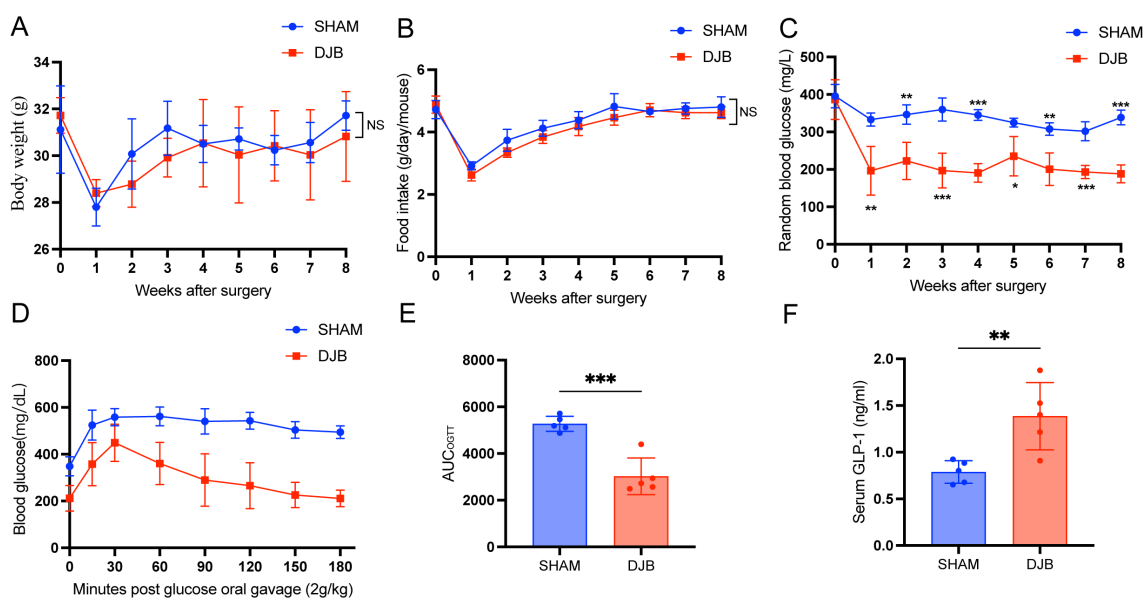 A
SHAM
DJB
Body weight (g)
34
32
30
28
26
NS
0 1 2 3 4 5 6 7 8
Weeks after surgery
B
SHAM
DJB
Food intake (g/day/mouse)
6
4
2
0
NS
0 1 2 3 4 5 6 7 8
Weeks after surgery
C
SHAM
DJB
Random blood glucose (mg/L)
500
400
300
200
100
0
** *** ** ***
** *** * ***
0 1 2 3 4 5 6 7 8
Weeks after surgery
D
SHAM
DJB
Blood glucose(mg/dL)
800
600
400
200
0
0 15 30 60 90 120 150 180
Minutes post glucose oral gavage (2g/kg)
E
AUCOGTT
8000
6000
4000
2000
0
***
SHAM DJB
F
Serum GLP-1 (ng/ml)
2.0
1.5
1.0
0.5
0.0
**
SHAM DJB